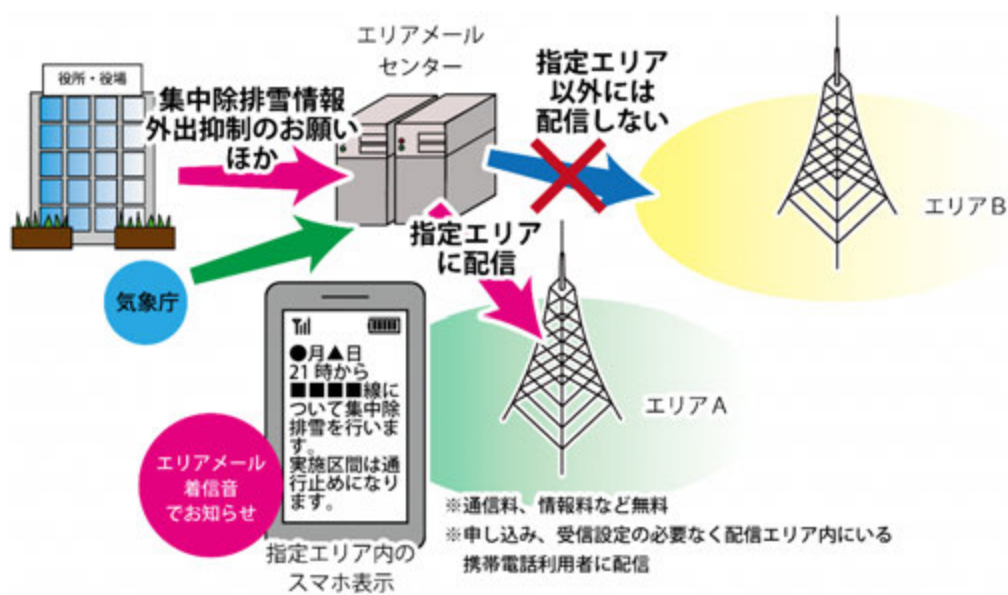 役所・役場
集中除排雪情報
外出抑制のお願い
ほか
エリアメール
センター
指定エリア
以外には
配信しない
エリアB
気象庁
指定エリア
に配信
エリアA
●月▲日
21時から
■■■■線に
ついて集中除
排雪を行いま
す。
実施区間は通
行止めになり
ます。
エリアメール
着信音
でお知らせ
指定エリア内の
スマホ表示
※通信料、情報料など無料
※申し込み、受信設定の必要なく配信エリア内にいる
携帯電話利用者に配信